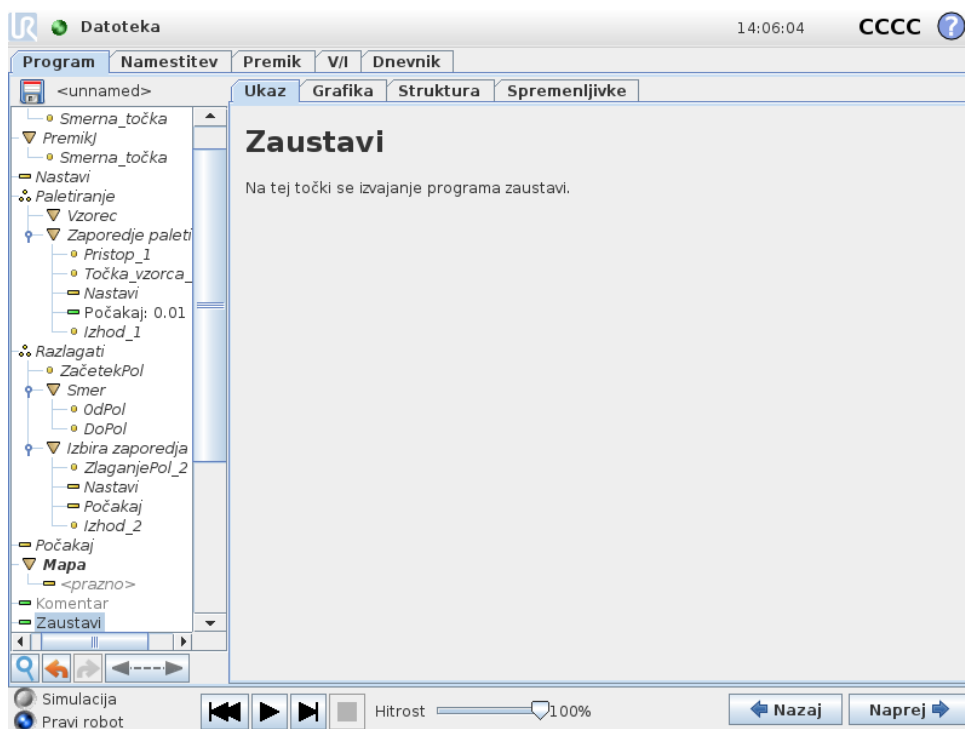 UR Datoteka 14:06:04 CCCC ?
Program Namestitev Premik V/I Dnevnik
<unnamed>
Ukaz Grafika Struktura Spremenljivke
Smerna_točka
PremikJ
Smerna_točka
Nastavi
Paletiranje
Vzorec
Zaporedje paleti
Pristop_1
Točka_vzorca_
Nastavi
Počakaj: 0.01
Izhod_1
Razlagati
ZačetekPol
Smer
0dPol
DoPol
Izbira zaporedja
ZlaganjePol_2
Nastavi
Počakaj
Izhod_2
Počakaj
Mapa
<prazno>
Komentar
Zaustavi
Zaustavi
Na tej točki se izvajanje programa zaustavi.
Simulacija
Pravi robot
Hitrost 100%
Nazaj
Naprej